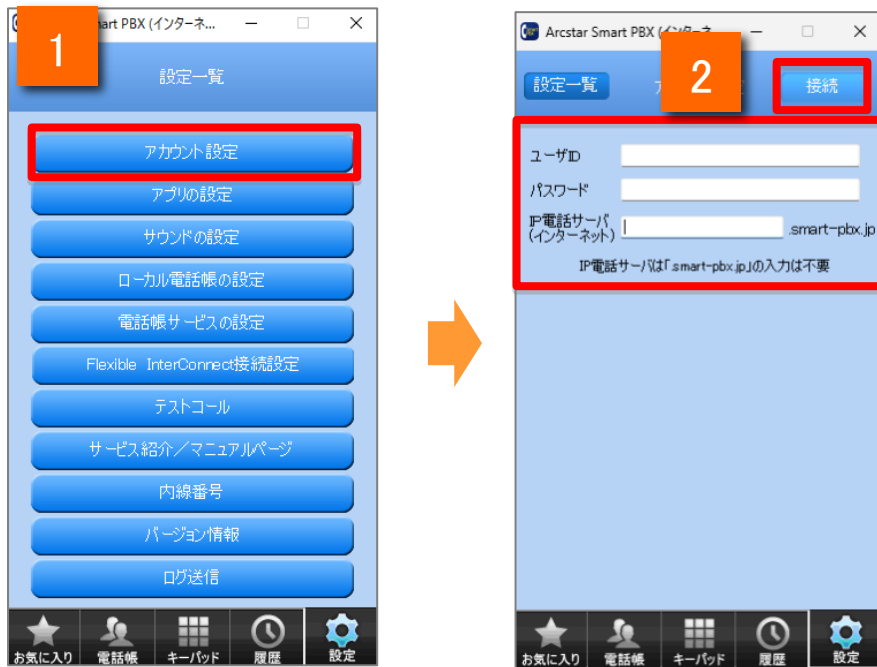 1
art PBX (インターネ...
設定一覧
アカウント設定
アプリの設定
サウンドの設定
ローカル電話帳の設定
電話帳サービスの設定
Flexible InterConnect接続設定
テストコール
サービス紹介／マニュアルページ
内線番号
バージョン情報
ログ送信
お気に入り
電話帳
キーパッド
履歴
設定
Arcstar Smart PBX (インターネ
2
設定一覧
接続
ユーザID
パスワード
IP電話サーバ
(インターネット)
.smart-pbx.jp
IP電話サーバは「.smart-pbx.jp」の入力は不要
お気に入り
電話帳
キーパッド
履歴
設定